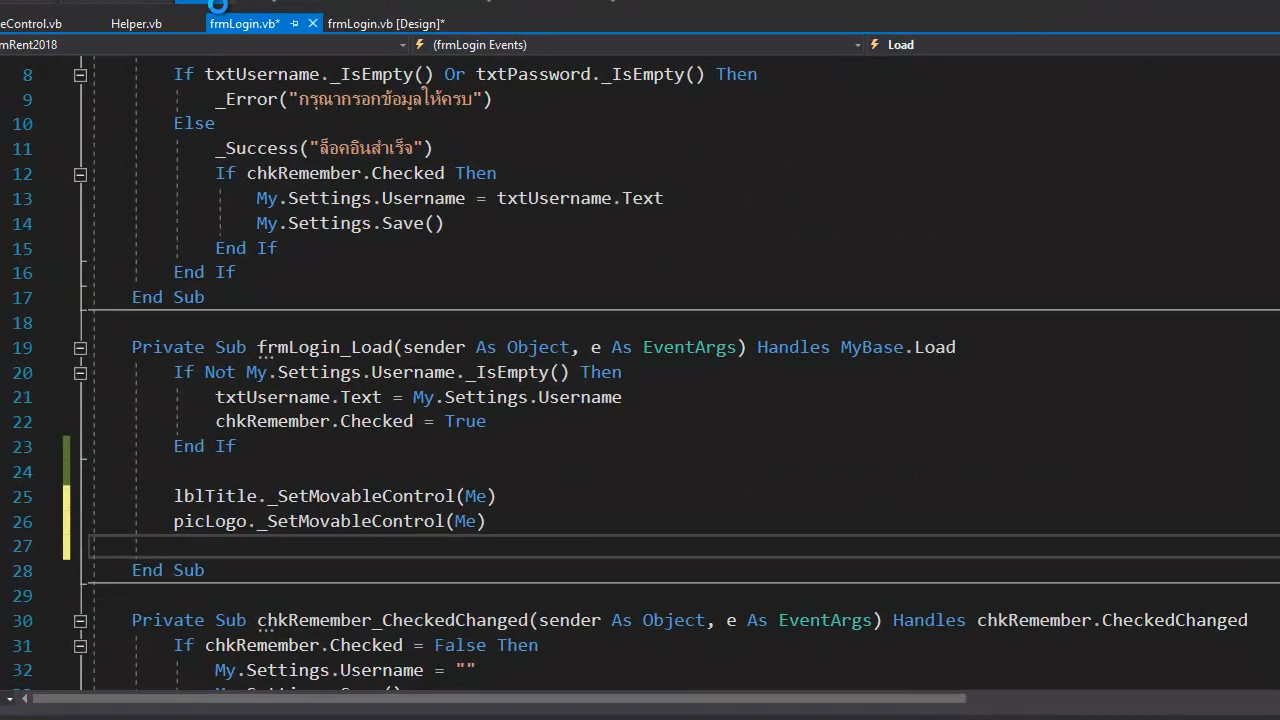 eControl.vb Helper.vb frmLogin.vb* frmLogin.vb [Design]*
mRent2018 (frmLogin Events) Load
8 If txtUsername._IsEmpty() Or txtPassword._IsEmpty() Then
9 _Error("กรุณากรอกข้อมูลให้ครบ")
10 Else
11 _Success("ล็อคอินสำเร็จ")
12 If chkRemember.Checked Then
13 My.Settings.Username = txtUsername.Text
14 My.Settings.Save()
15 End If
16 End If
17 End Sub
18
19 Private Sub frmLogin_Load(sender As Object, e As EventArgs) Handles MyBase.Load
20 If Not My.Settings.Username._IsEmpty() Then
21 txtUsername.Text = My.Settings.Username
22 chkRemember.Checked = True
23 End If
24
25 lblTitle._SetMovableControl(Me)
26 picLogo._SetMovableControl(Me)
27
28 End Sub
29
30 Private Sub chkRemember_CheckedChanged(sender As Object, e As EventArgs) Handles chkRemember.CheckedChanged
31 If chkRemember.Checked = False Then
32 My.Settings.Username = ""